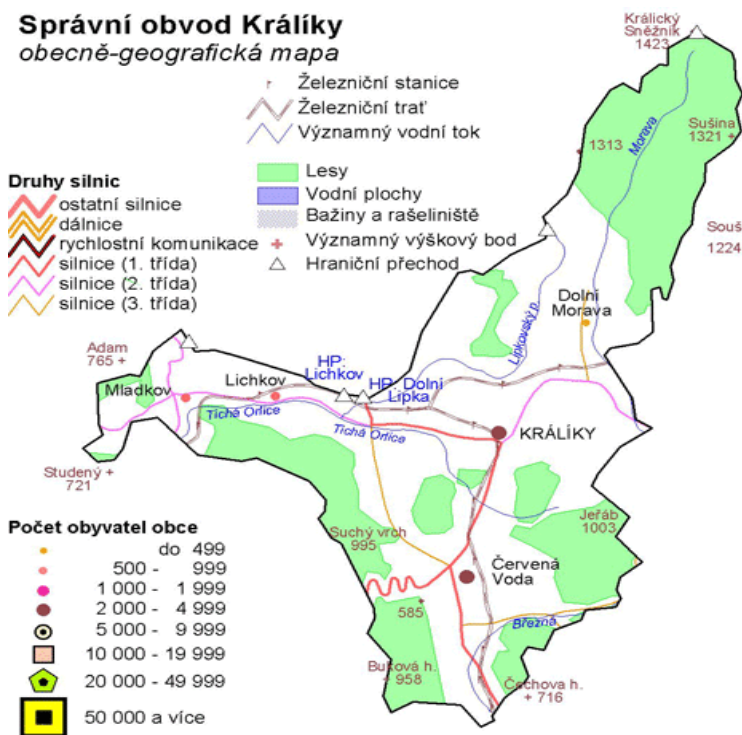 Správní obvod Králíky
obecně-geografická mapa
Železniční stanice
Železniční trať
Významný vodní tok
Lesy
Vodní plochy
Bažiny a rašeliniště
Významný výškový bod
Hraniční přechod
Druhy silnic
ostatní silnice
dálnice
rychlostní komunikace
silnice (1. třída)
silnice (2. třída)
silnice (3. třída)
Králický
Sněžník
1423
Sušina
1321 +
1313
Morava
Souš
1224
Dolní
Morava
Lipkovský p.
Adam
765 +
Mladkov
Lichkov
HP:
Lichkov
HP: Dolní
Lipka
Tichá Orlice
Tichá Orlice
KRÁLÍKY
Studený +
721
Suchý vrch
995
Jeřáb
1003
Červená
Voda
585
Březná
Buková h.
+ 958
Čechova h.
+ 716
Počet obyvatel obce
do 499
500 - 999
1 000 - 1 999
2 000 - 4 999
5 000 - 9 999
10 000 - 19 999
20 000 - 49 999
50 000 a více